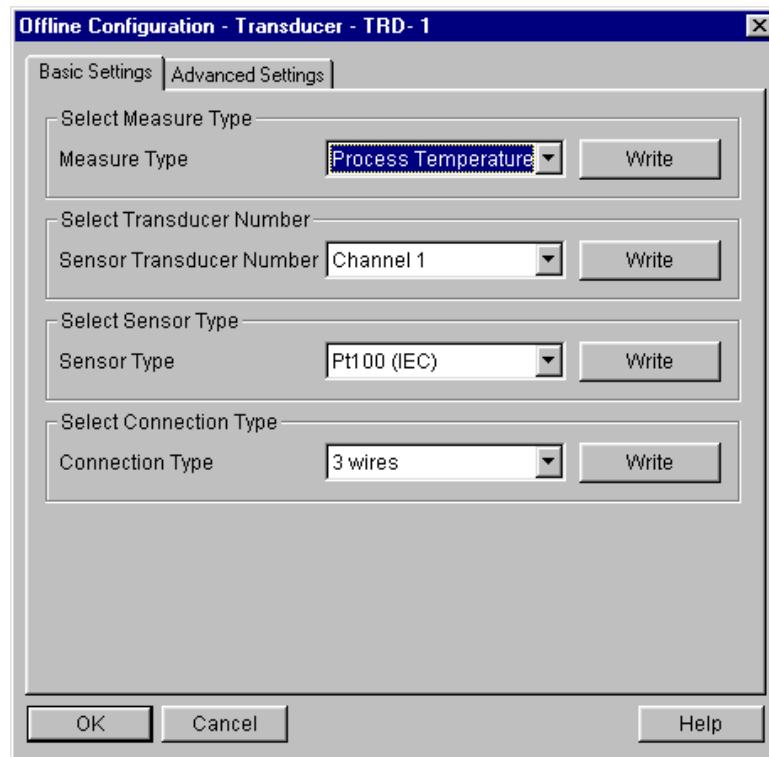 Offline Configuration - Transducer - TRD- 1
Basic Settings Advanced Settings
Select Measure Type
Measure Type Process Temperature Write
Select Transducer Number
Sensor Transducer Number Channel 1 Write
Select Sensor Type
Sensor Type Pt100 (IEC) Write
Select Connection Type
Connection Type 3 wires Write
OK Cancel Help